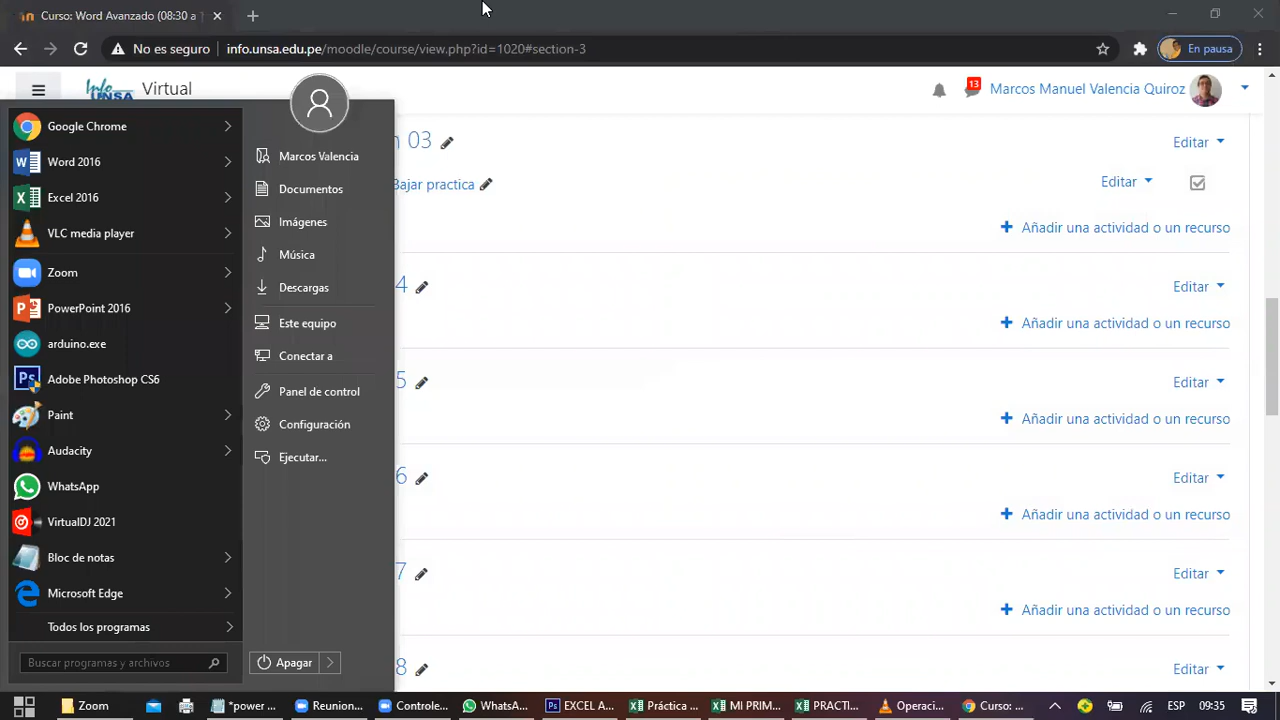 Curso: Word Avanzado (08:30 a
No es seguro
info.unsa.edu.pe/moodle/course/view.php?id=1020#section-3
En pausa
Info UNSA Virtual
13
Marcos Manuel Valencia Quiroz
Google Chrome
Word 2016
Excel 2016
VLC media player
Zoom
PowerPoint 2016
arduino.exe
Adobe Photoshop CS6
Paint
Audacity
WhatsApp
VirtualDJ 2021
Bloc de notas
Microsoft Edge
Todos los programas
Buscar programas y archivos
Marcos Valencia
Documentos
Imágenes
Música
Descargas
Este equipo
Conectar a
Panel de control
Configuración
Ejecutar...
Apagar
03
Editar
Bajar practica
Editar
Añadir una actividad o un recurso
4
Editar
Añadir una actividad o un recurso
5
Editar
Añadir una actividad o un recurso
6
Editar
Añadir una actividad o un recurso
7
Editar
Añadir una actividad o un recurso
8
Editar
Zoom
*power ...
Reunion...
Controle...
WhatsA...
EXCEL A...
Práctica ...
MI PRIM...
PRACTI...
Operaci...
Curso: ...
ESP
09:35